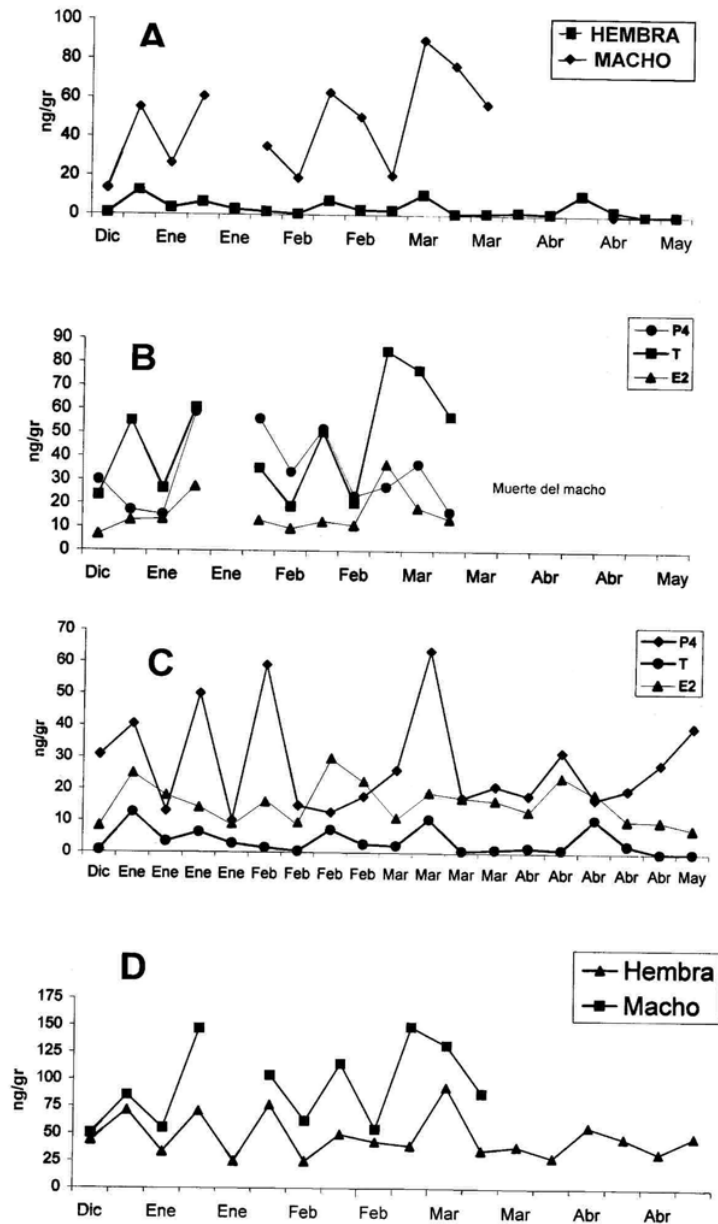 A
HEMBRA
MACHO
ng/gr
100
80
60
40
20
0
Dic Ene Ene Feb Feb Mar Mar Abr Abr May
B
P4
T
E2
ng/gr
90
80
70
60
50
40
30
20
10
0
Muerte del macho
Dic Ene Ene Feb Feb Mar Mar Abr Abr May
C
P4
T
E2
ng/gr
70
60
50
40
30
20
10
0
Dic Ene Ene Ene Ene Feb Feb Feb Feb Mar Mar Mar Mar Abr Abr Abr Abr Abr May
D
Hembra
Macho
ng/gr
175
150
125
100
75
50
25
0
Dic Ene Ene Feb Feb Mar Mar Abr Abr